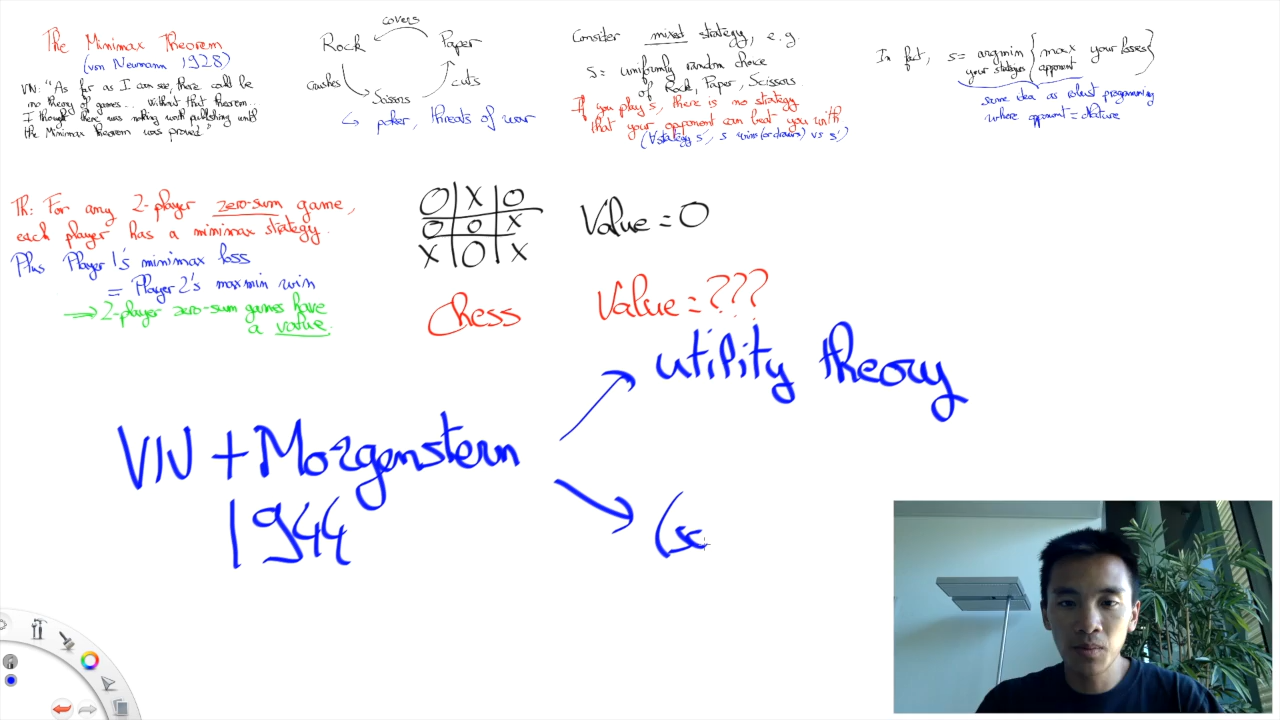 The Minimax Theorem
(von Neumann 1928)
VN: "As far as I can see, there could be
no theory of games... without that theorem...
I thought there was nothing worth publishing until
the Minimax Theorem was proved"
covers
Rock
Paper
crushes
cuts
Scissors
poker, threats of war
Consider mixed strategy, e.g.
S = uniformly random choice
of Rock, Paper, Scissors.
If you play s, there is no strategy
that your opponent can beat you with
(∀ strategy s', s wins (or draws) vs s')
In fact, s = argmin { max your losses }
your strategies opponent
same idea as robust programming
where opponent = Nature
Th: For any 2-player zero-sum game,
each player has a minimax strategy.
Plus Player 1's minimax loss
= Player 2's maxmin win
→ 2-player zero-sum games have
a value.
O X O
O O X
X O X
Value = 0
Chess
Value = ???
VN + Morgenstern
1944
utility theory
(sc